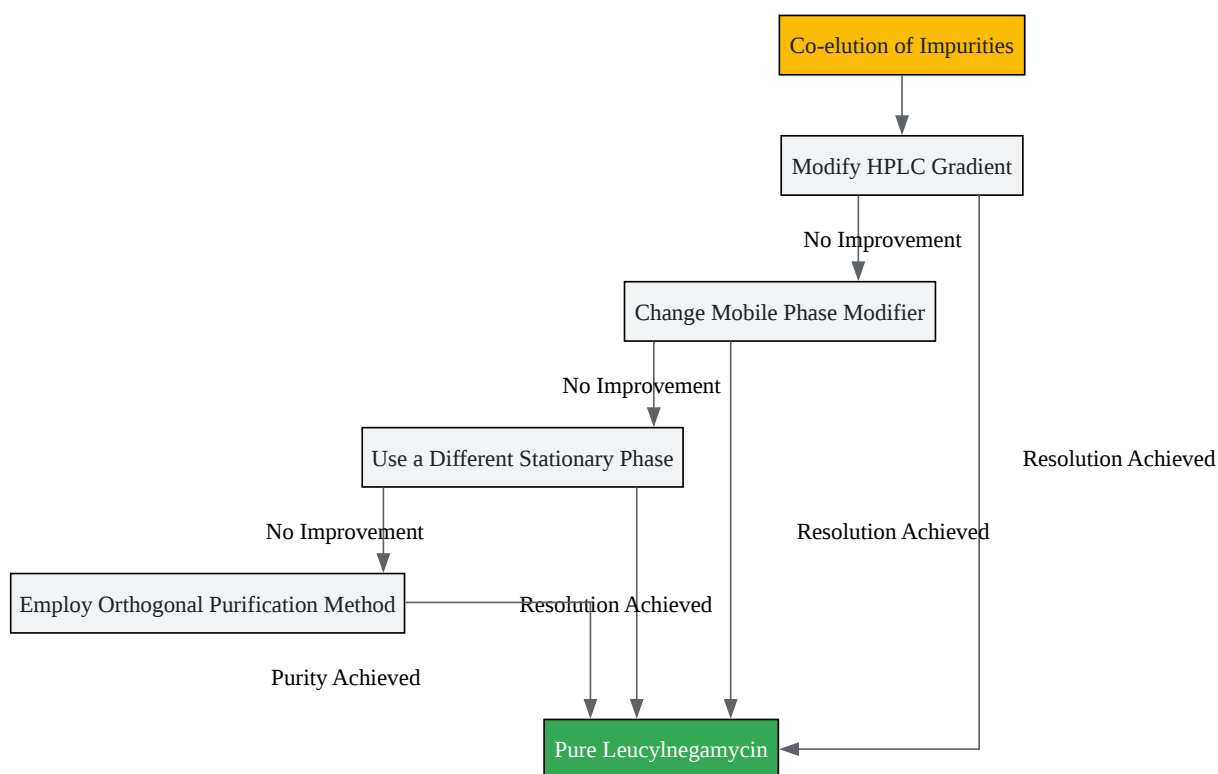 Co-elution of Impurities
Modify HPLC Gradient
No Improvement
Change Mobile Phase Modifier
No Improvement
Use a Different Stationary Phase
Resolution Achieved
No Improvement
Resolution Achieved
Employ Orthogonal Purification Method
Resolution Achieved
Purity Achieved
Pure Leucylnegamycin